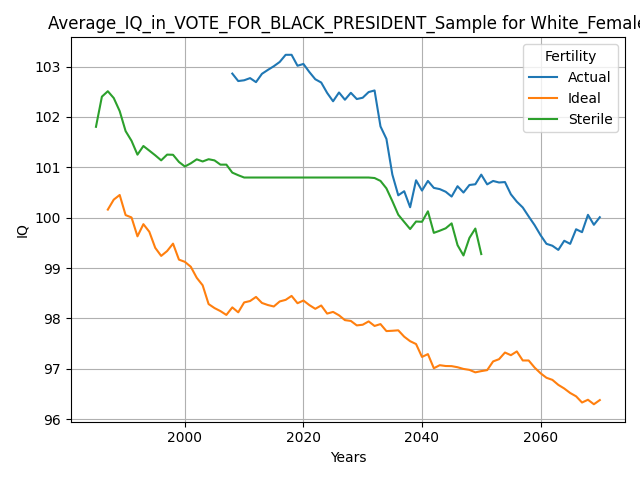 Average_IQ_in_VOTE_FOR_BLACK_PRESIDENT_Sample for White_Female
Fertility
Actual
Ideal
Sterile
IQ
103
102
101
100
99
98
97
96
2000
2020
2040
2060
Years